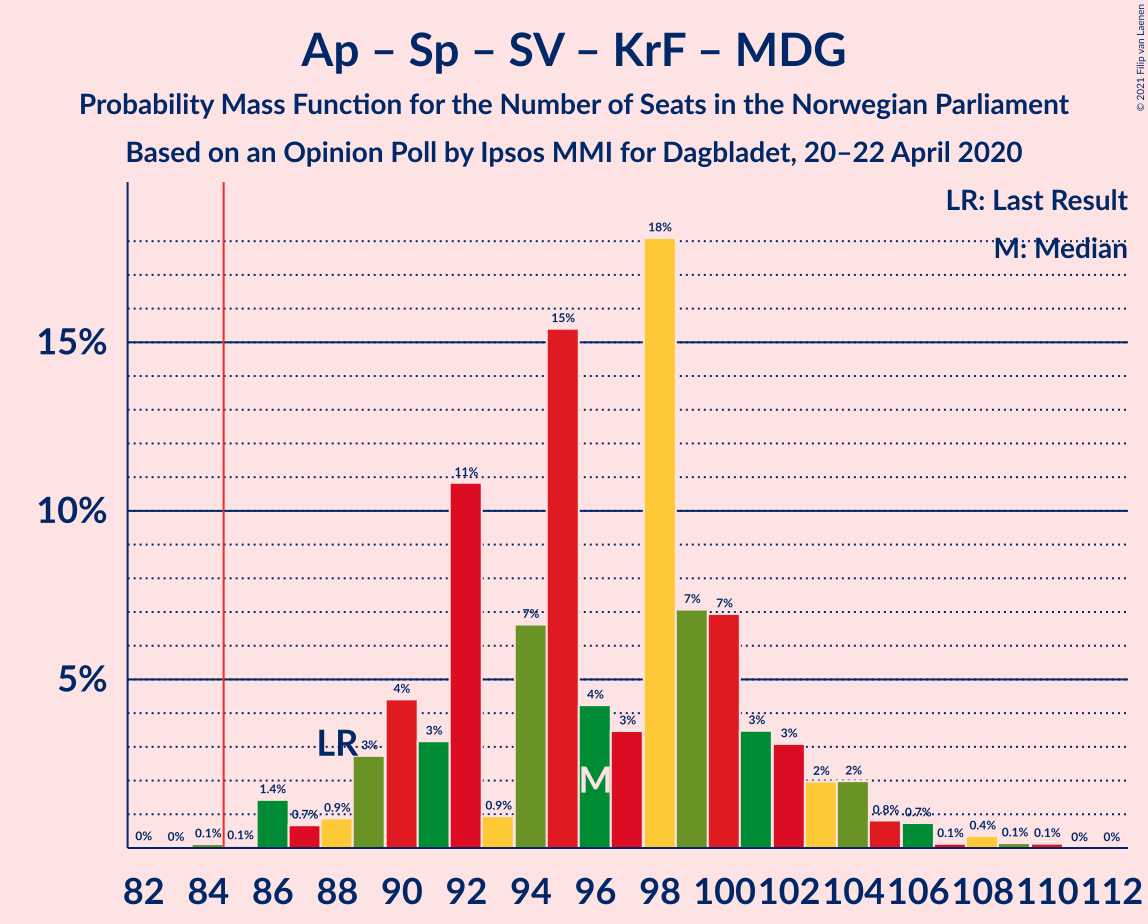 Ap – Sp – SV – KrF – MDG
Probability Mass Function for the Number of Seats in the Norwegian Parliament
Based on an Opinion Poll by Ipsos MMI for Dagbladet, 20–22 April 2020
© 2021 Filip van Laenen
LR: Last Result
M: Median
15%
10%
5%
0% 0% 0.1% 0.1% 1.4% 0.7% 0.9% 3% 4% 3% 11% 0.9% 7% 15% 4% 3% 18% 7% 7% 3% 3% 2% 2% 0.8% 0.7% 0.1% 0.4% 0.1% 0.1% 0% 0%
LR
M
82 84 86 88 90 92 94 96 98 100 102 104 106 108 110 112